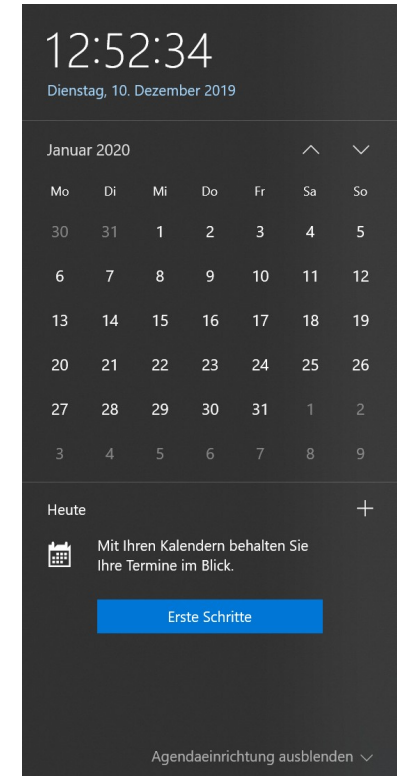 12:52:34
Dienstag, 10. Dezember 2019
Januar 2020
Mo Di Mi Do Fr Sa So
30 31 1 2 3 4 5
6 7 8 9 10 11 12
13 14 15 16 17 18 19
20 21 22 23 24 25 26
27 28 29 30 31 1 2
3 4 5 6 7 8 9
Heute
Mit Ihren Kalendern behalten Sie
Ihre Termine im Blick.
Erste Schritte
Agendaeinrichtung ausblenden